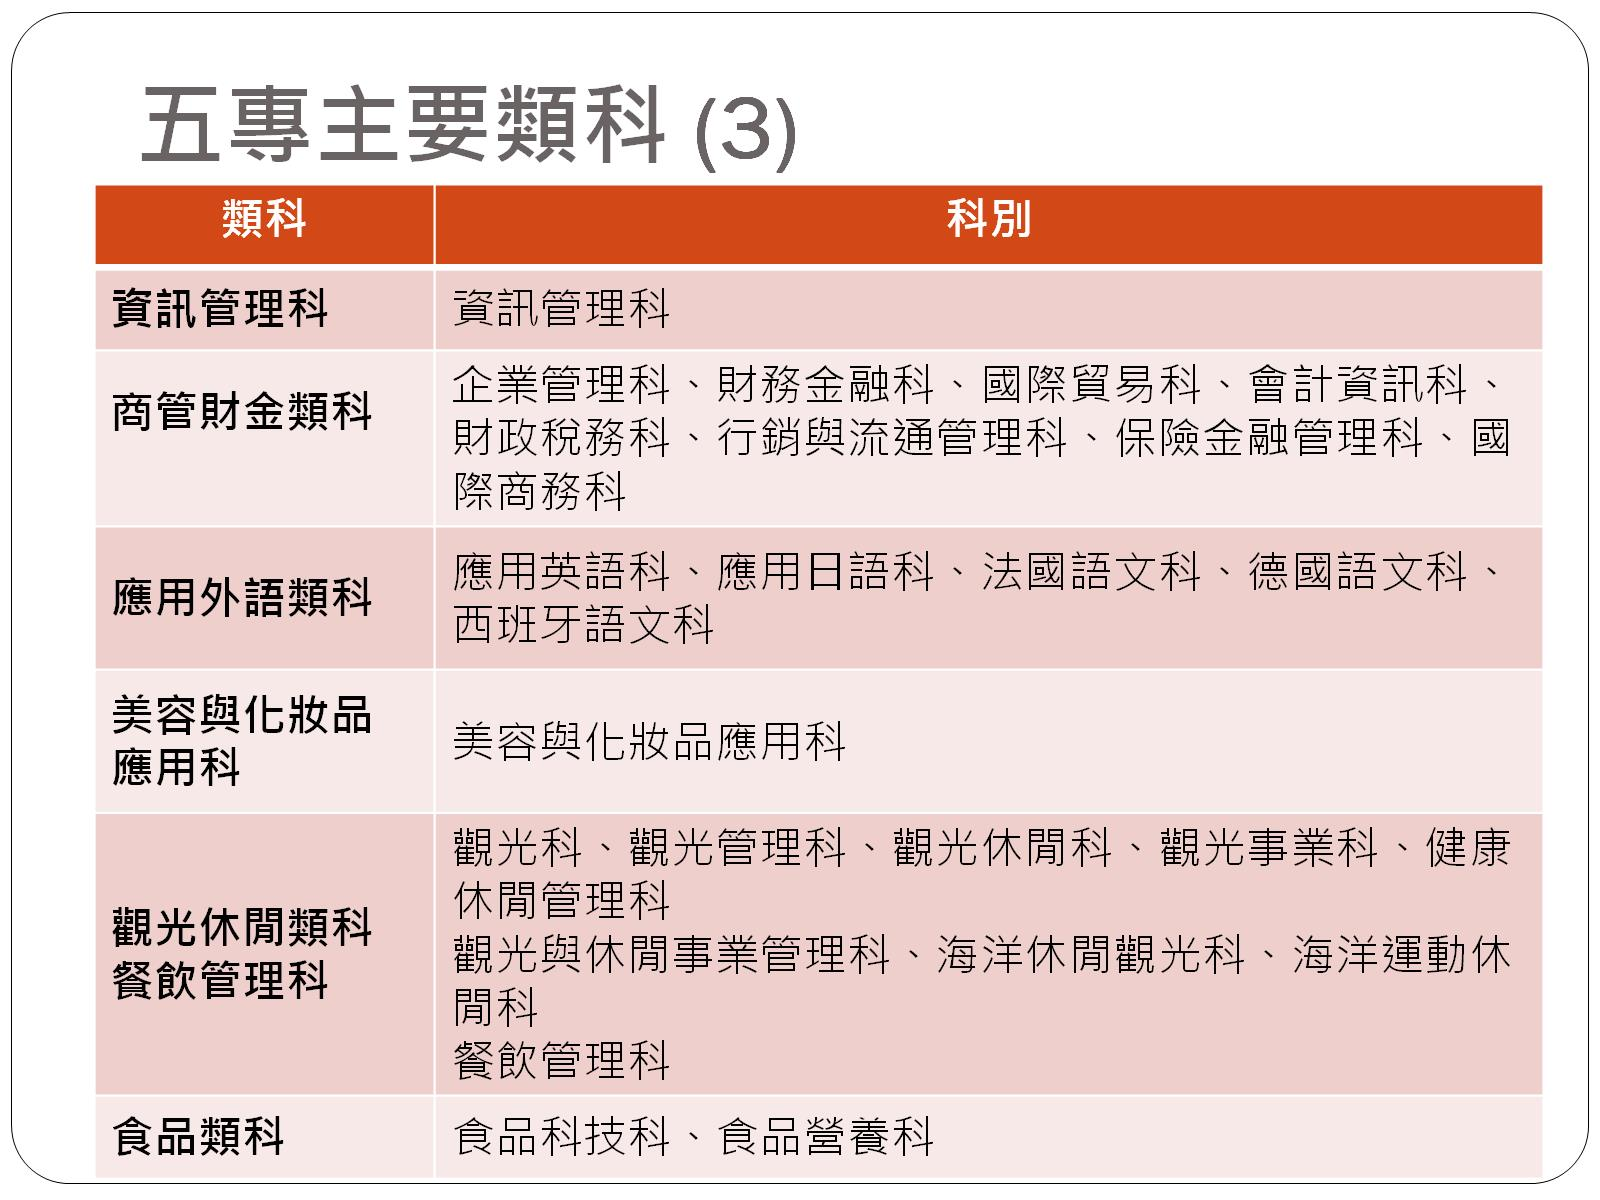 五專主要類科 (3)
類科
科別
資訊管理科
資訊管理科
商管財金類科
企業管理科、財務金融科、國際貿易科、會計資訊科、
財政稅務科、行銷與流通管理科、保險金融管理科、國
際商務科
應用外語類科
應用英語科、應用日語科、法國語文科、德國語文科、
西班牙語文科
美容與化妝品
應用科
美容與化妝品應用科
觀光休閒類科
餐飲管理科
觀光科、觀光管理科、觀光休閒科、觀光事業科、健康
休閒管理科
觀光與休閒事業管理科、海洋休閒觀光科、海洋運動休
閒科
餐飲管理科
食品類科
食品科技科、食品營養科